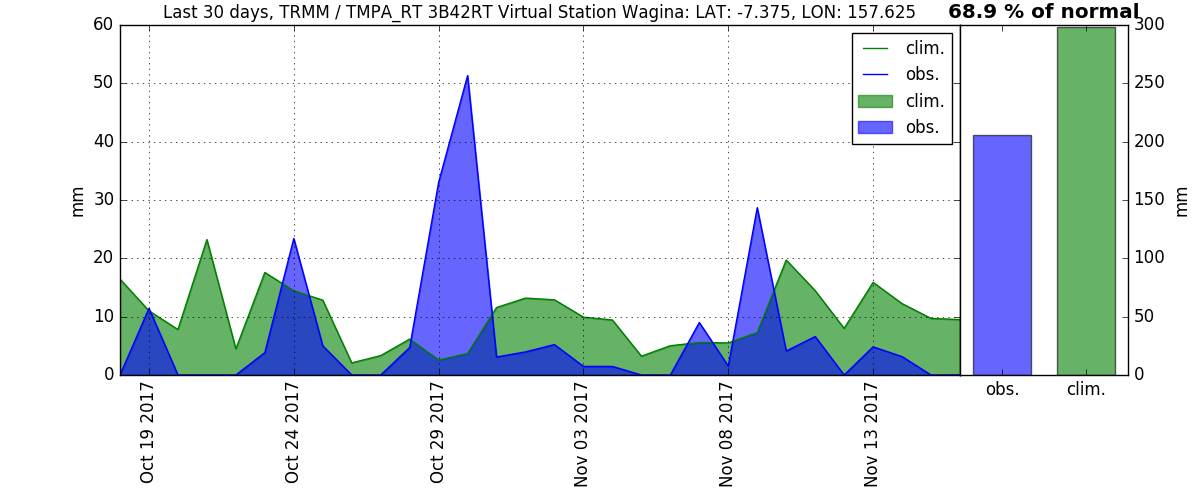 Last 30 days, TRMM / TMPA_RT 3B42RT Virtual Station Wagina: LAT: -7.375, LON: 157.625
68.9 % of normal
60
50
40
30
20
10
0
mm
clim.
obs.
clim.
obs.
300
250
200
150
100
50
0
mm
obs.
clim.
Oct 19 2017
Oct 24 2017
Oct 29 2017
Nov 03 2017
Nov 08 2017
Nov 13 2017